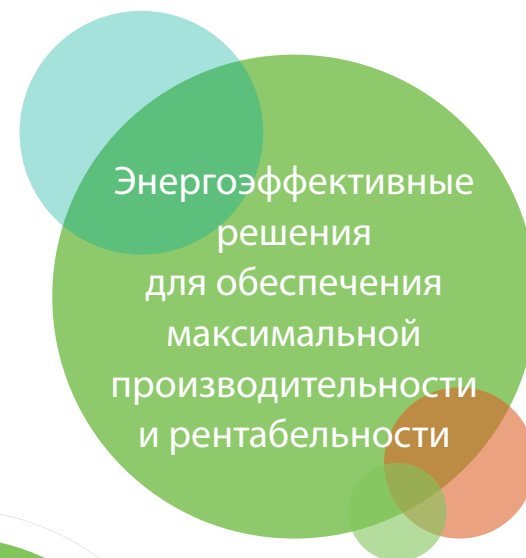 Энергоэффективные
решения
для обеспечения
максимальной
производительности
и рентабельности